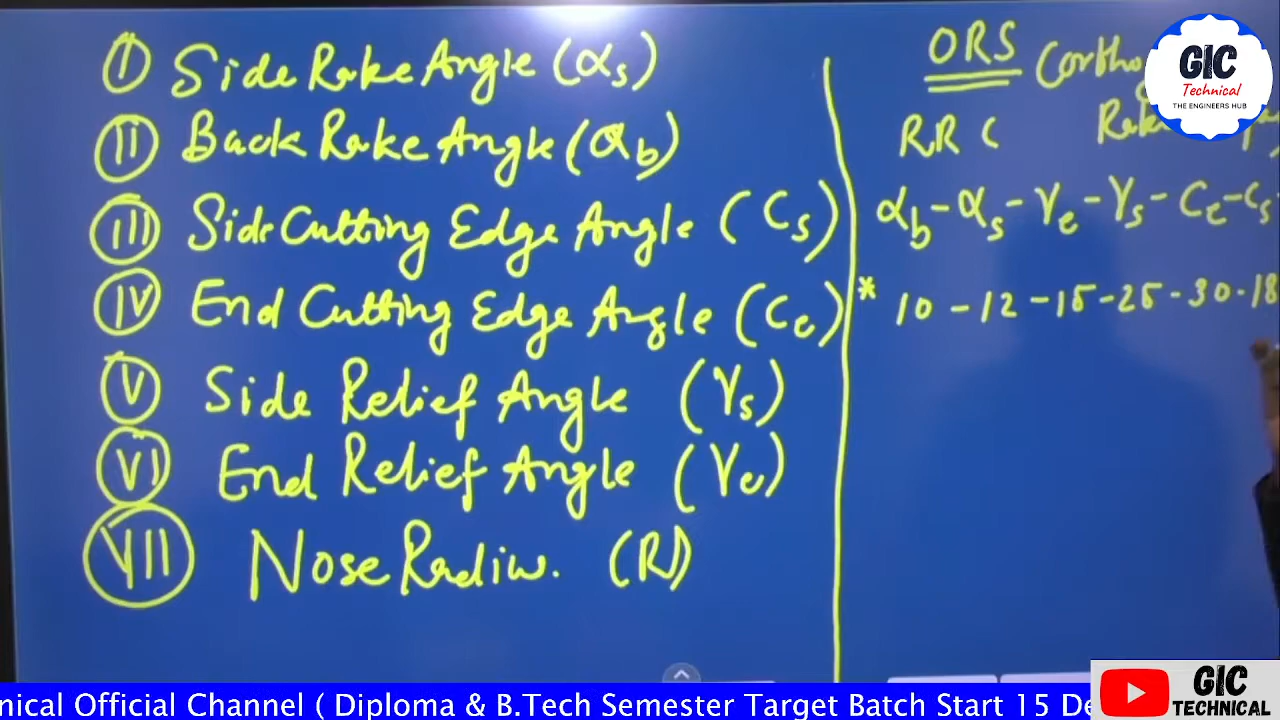 I Side Rake Angle (αs)
II Back Rake Angle (αb)
III Side Cutting Edge Angle (Cs)
IV End Cutting Edge Angle (Ce)
V Side Relief Angle (γs)
VI End Relief Angle (γe)
VII Nose Radius. (R)
ORS (ortho
RR (
αb-αs-γe-γs-Ce-Cs-
* 10-12-15-25-30-18
GIC
Technical
THE ENGINEERS HUB
nical Official Channel ( Diploma & B.Tech Semester Target Batch Start 15 De
GIC
TECHNICAL